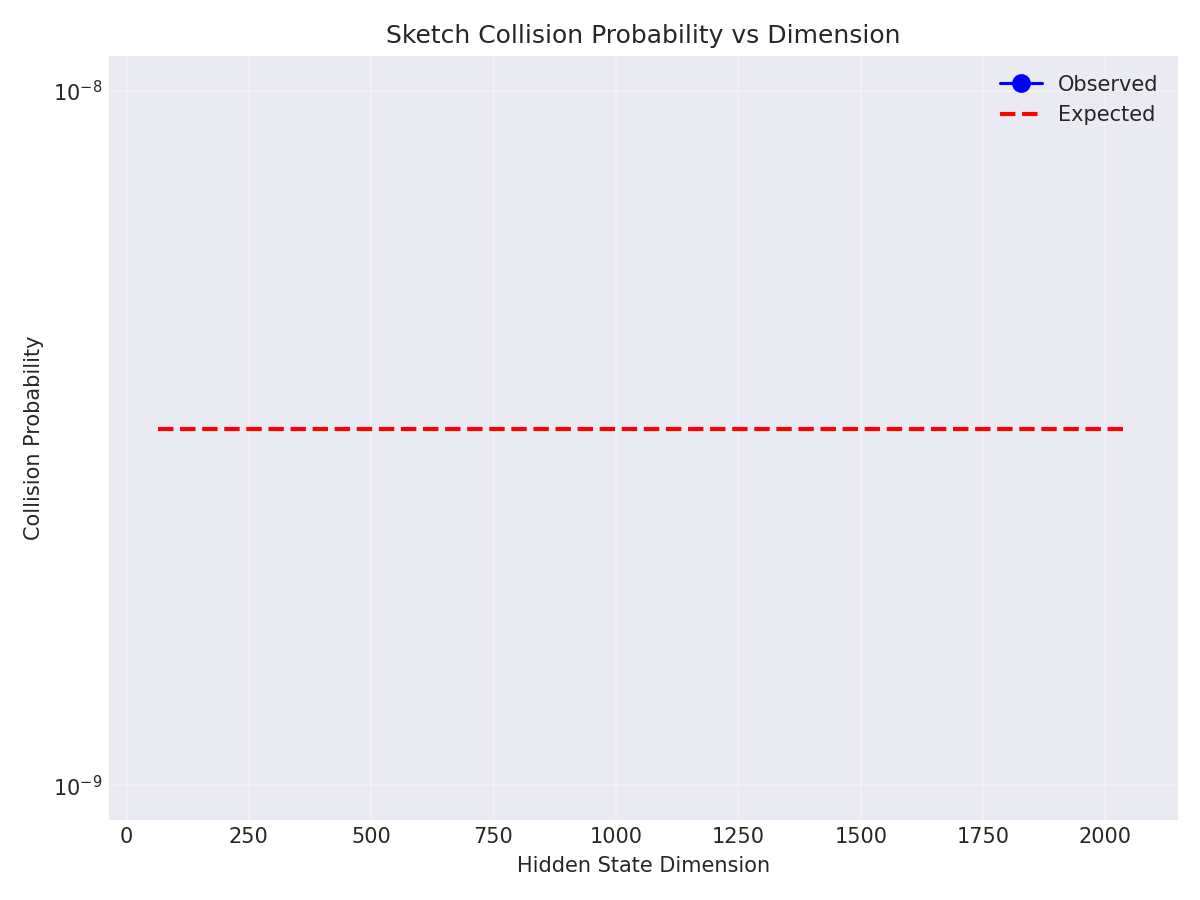 Sketch Collision Probability vs Dimension
10⁻⁸
Observed
Expected
Collision Probability
10⁻⁹
0 250 500 750 1000 1250 1500 1750 2000
Hidden State Dimension